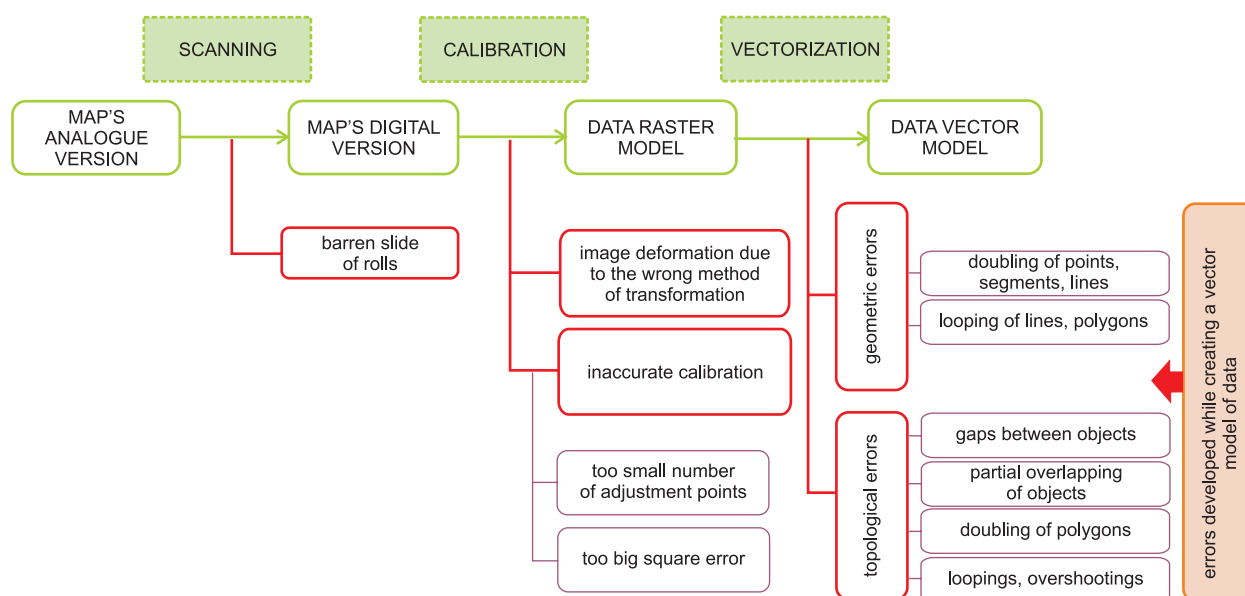 SCANNING
CALIBRATION
VECTORIZATION
MAP'S
ANALOGUE
VERSION
MAP'S DIGITAL
VERSION
DATA RASTER
MODEL
DATA VECTOR
MODEL
barren slide
of rolls
image deformation due
to the wrong method
of transformation
inaccurate calibration
too small number
of adjustment points
too big square error
geometric errors
doubling of points,
segments, lines
looping of lines, polygons
topological errors
gaps between objects
partial overlapping
of objects
doubling of polygons
loopings, overshootings
errors developed while creating a vector
model of data